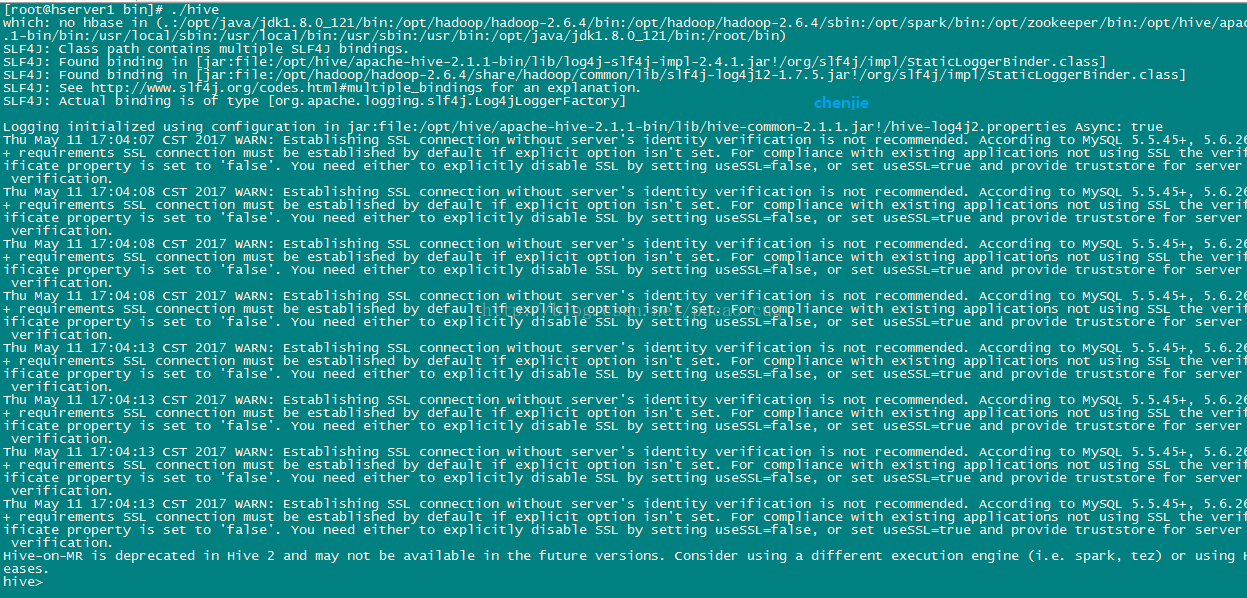 [root@hserver1 bin]# ./hive
which: no hbase in (.:/opt/java/jdk1.8.0_121/bin:/opt/hadoop/hadoop-2.6.4/bin:/opt/hadoop/hadoop-2.6.4/sbin:/opt/spark/bin:/opt/zookeeper/bin:/opt/hive/apac
.1-bin/bin:/usr/local/sbin:/usr/local/bin:/usr/sbin:/usr/bin:/opt/java/jdk1.8.0_121/bin:/root/bin)
SLF4J: Class path contains multiple SLF4J bindings.
SLF4J: Found binding in [jar:file:/opt/hive/apache-hive-2.1.1-bin/lib/log4j-slf4j-impl-2.4.1.jar!/org/slf4j/impl/StaticLoggerBinder.class]
SLF4J: Found binding in [jar:file:/opt/hadoop/hadoop-2.6.4/share/hadoop/common/lib/slf4j-log4j12-1.7.5.jar!/org/slf4j/impl/StaticLoggerBinder.class]
SLF4J: See http://www.slf4j.org/codes.html#multiple_bindings for an explanation.
SLF4J: Actual binding is of type [org.apache.logging.slf4j.Log4jLoggerFactory]
chenjie
Logging initialized using configuration in jar:file:/opt/hive/apache-hive-2.1.1-bin/lib/hive-common-2.1.1.jar!/hive-log4j2.properties Async: true
Thu May 11 17:04:07 CST 2017 WARN: Establishing SSL connection without server's identity verification is not recommended. According to MySQL 5.5.45+, 5.6.26
+ requirements SSL connection must be established by default if explicit option isn't set. For compliance with existing applications not using SSL the verif
ificate property is set to 'false'. You need either to explicitly disable SSL by setting useSSL=false, or set useSSL=true and provide truststore for server
verification.
Thu May 11 17:04:08 CST 2017 WARN: Establishing SSL connection without server's identity verification is not recommended. According to MySQL 5.5.45+, 5.6.26
+ requirements SSL connection must be established by default if explicit option isn't set. For compliance with existing applications not using SSL the verif
ificate property is set to 'false'. You need either to explicitly disable SSL by setting useSSL=false, or set useSSL=true and provide truststore for server
verification.
Thu May 11 17:04:08 CST 2017 WARN: Establishing SSL connection without server's identity verification is not recommended. According to MySQL 5.5.45+, 5.6.26
+ requirements SSL connection must be established by default if explicit option isn't set. For compliance with existing applications not using SSL the verif
ificate property is set to 'false'. You need either to explicitly disable SSL by setting useSSL=false, or set useSSL=true and provide truststore for server
verification.
Thu May 11 17:04:08 CST 2017 WARN: Establishing SSL connection without server's identity verification is not recommended. According to MySQL 5.5.45+, 5.6.26
+ requirements SSL connection must be established by default if explicit option isn't set. For compliance with existing applications not using SSL the verif
ificate property is set to 'false'. You need either to explicitly disable SSL by setting useSSL=false, or set useSSL=true and provide truststore for server
verification.
Thu May 11 17:04:13 CST 2017 WARN: Establishing SSL connection without server's identity verification is not recommended. According to MySQL 5.5.45+, 5.6.26
+ requirements SSL connection must be established by default if explicit option isn't set. For compliance with existing applications not using SSL the verif
ificate property is set to 'false'. You need either to explicitly disable SSL by setting useSSL=false, or set useSSL=true and provide truststore for server
verification.
Thu May 11 17:04:13 CST 2017 WARN: Establishing SSL connection without server's identity verification is not recommended. According to MySQL 5.5.45+, 5.6.26
+ requirements SSL connection must be established by default if explicit option isn't set. For compliance with existing applications not using SSL the verif
ificate property is set to 'false'. You need either to explicitly disable SSL by setting useSSL=false, or set useSSL=true and provide truststore for server
verification.
Thu May 11 17:04:13 CST 2017 WARN: Establishing SSL connection without server's identity verification is not recommended. According to MySQL 5.5.45+, 5.6.26
+ requirements SSL connection must be established by default if explicit option isn't set. For compliance with existing applications not using SSL the verif
ificate property is set to 'false'. You need either to explicitly disable SSL by setting useSSL=false, or set useSSL=true and provide truststore for server
verification.
Thu May 11 17:04:13 CST 2017 WARN: Establishing SSL connection without server's identity verification is not recommended. According to MySQL 5.5.45+, 5.6.26
+ requirements SSL connection must be established by default if explicit option isn't set. For compliance with existing applications not using SSL the verif
ificate property is set to 'false'. You need either to explicitly disable SSL by setting useSSL=false, or set useSSL=true and provide truststore for server
verification.
Hive-on-MR is deprecated in Hive 2 and may not be available in the future versions. Consider using a different execution engine (i.e. spark, tez) or using H
eases.
hive>